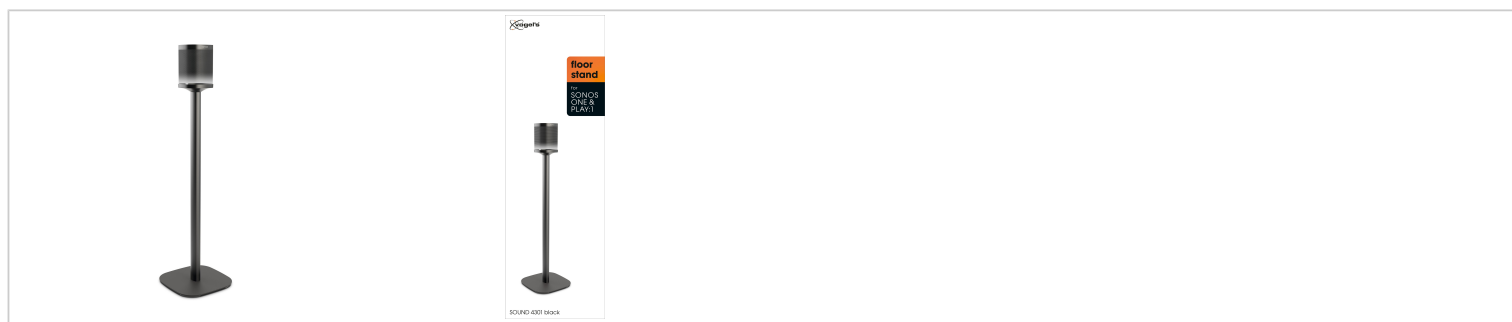 vogel's
floor
stand
for
SONOS
ONE &
PLAY:1
SOUND 4301 black